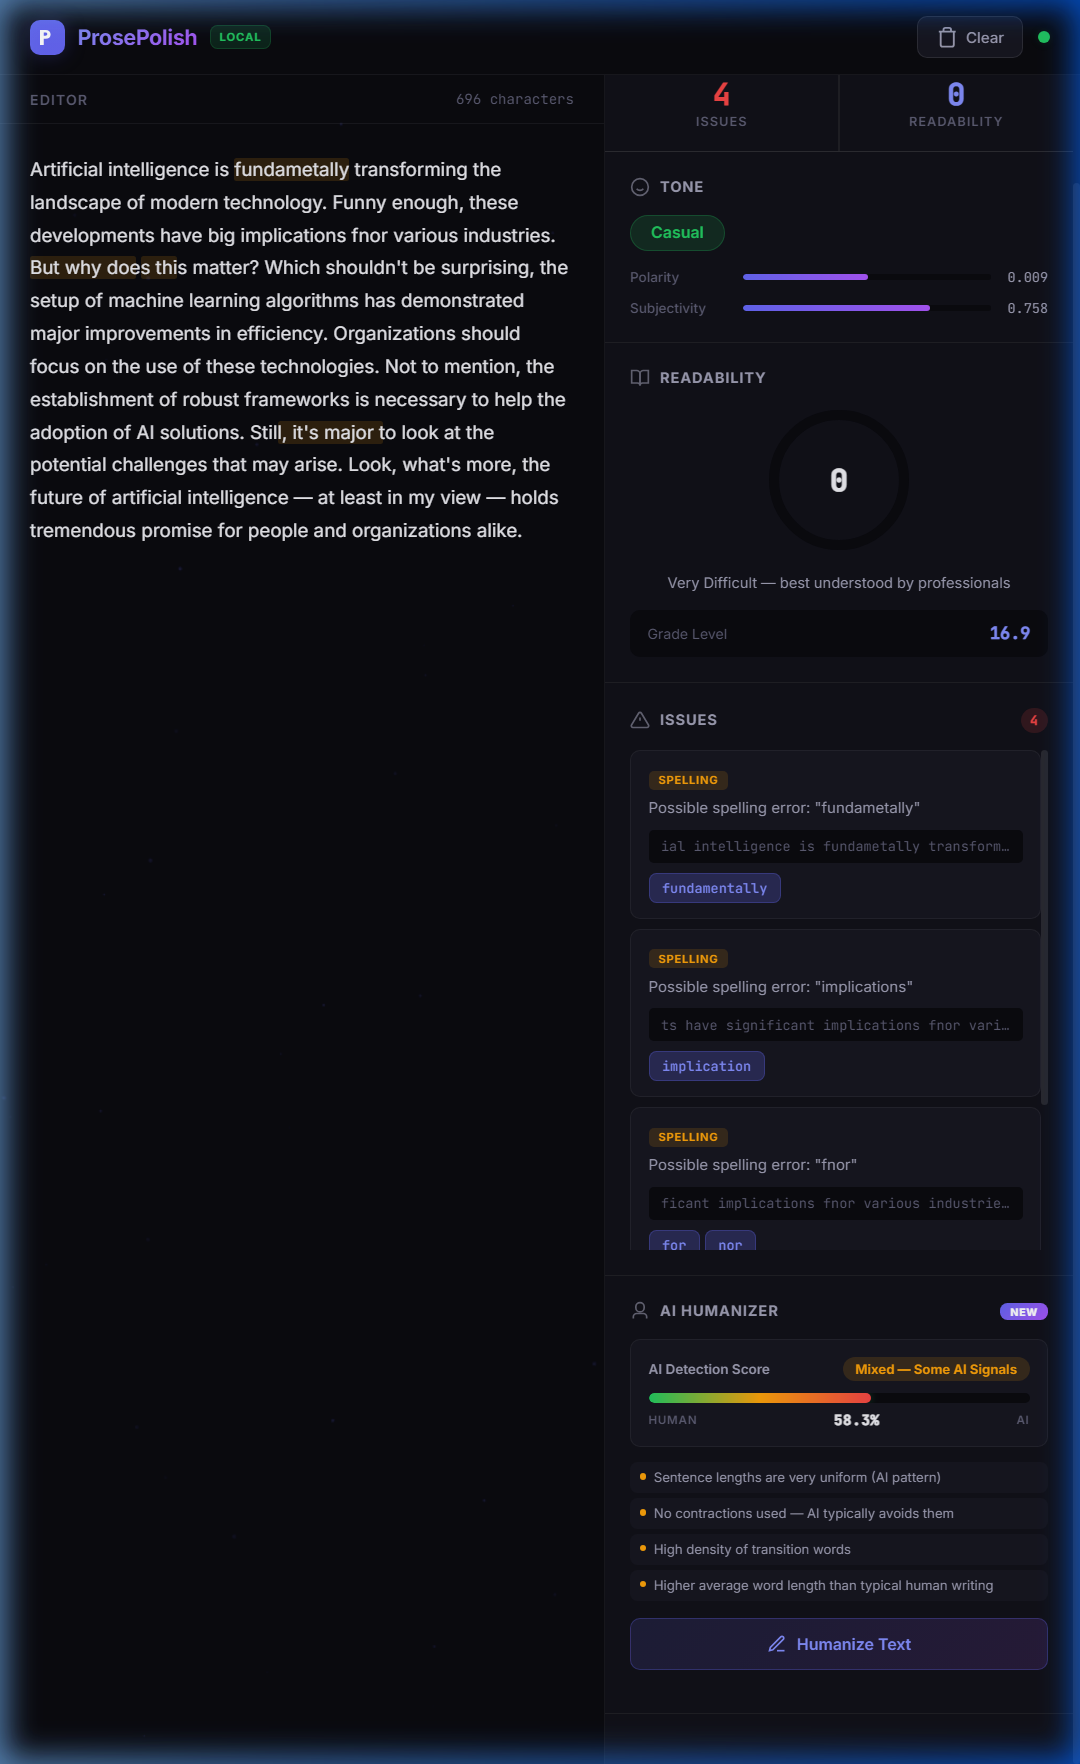 P ProsePolish LOCAL
Clear
EDITOR
696 characters
Artificial intelligence is fundametally transforming the
landscape of modern technology. Funny enough, these
developments have big implications fnor various industries.
But why does this matter? Which shouldn't be surprising, the
setup of machine learning algorithms has demonstrated
major improvements in efficiency. Organizations should
focus on the use of these technologies. Not to mention, the
establishment of robust frameworks is necessary to help the
adoption of AI solutions. Still, it's major to look at the
potential challenges that may arise. Look, what's more, the
future of artificial intelligence — at least in my view — holds
tremendous promise for people and organizations alike.
4
ISSUES
0
READABILITY
TONE
Casual
Polarity 0.009
Subjectivity 0.758
READABILITY
0
Very Difficult — best understood by professionals
Grade Level 16.9
ISSUES 4
SPELLING
Possible spelling error: "fundametally"
ial intelligence is fundametally transform…
fundamentally
SPELLING
Possible spelling error: "implications"
ts have significant implications fnor vari…
implication
SPELLING
Possible spelling error: "fnor"
ficant implications fnor various industrie…
for nor
AI HUMANIZER NEW
AI Detection Score Mixed — Some AI Signals
HUMAN 58.3% AI
Sentence lengths are very uniform (AI pattern)
No contractions used — AI typically avoids them
High density of transition words
Higher average word length than typical human writing
Humanize Text